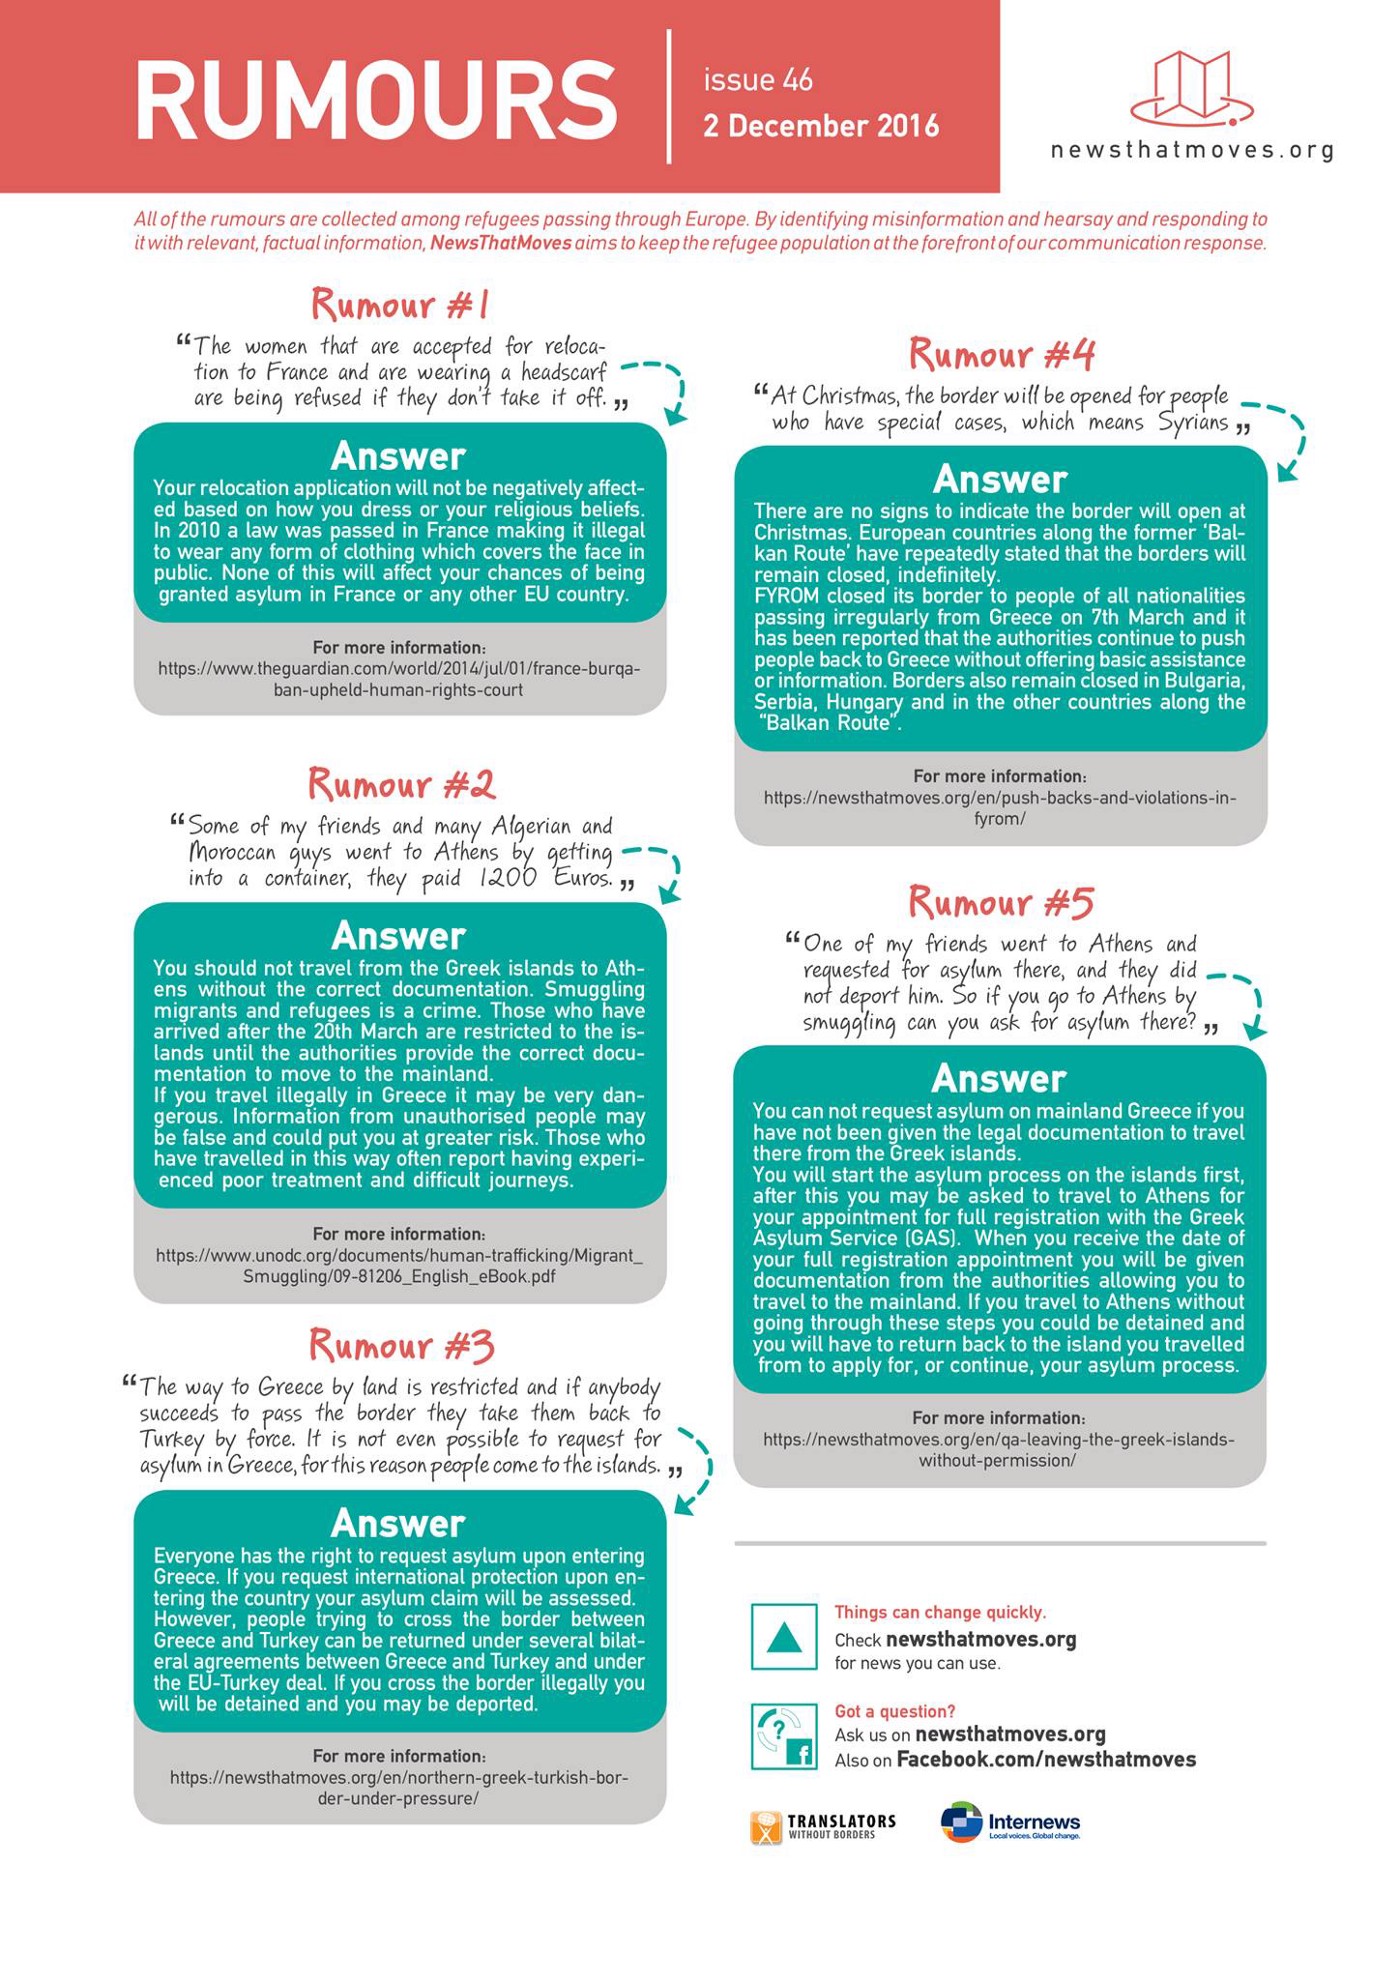 RUMOURS
issue 46
2 December 2016
newsthatmoves.org
All of the rumours are collected among refugees passing through Europe. By identifying misinformation and hearsay and responding to
it with relevant, factual information, NewsThatMoves aims to keep the refugee population at the forefront of our communication response.
Rumour #1
“The women that are accepted for reloca-
tion to France and are wearing a headscarf
are being refused if they don't take it off.„
Answer
Your relocation application will not be negatively affect-
ed based on how you dress or your religious beliefs.
In 2010 a law was passed in France making it illegal
to wear any form of clothing which covers the face in
public. None of this will affect your chances of being
granted asylum in France or any other EU country.
For more information:
https://www.theguardian.com/world/2014/jul/01/france-burqa-
ban-upheld-human-rights-court
Rumour #2
“Some of my friends and many Algerian and
Moroccan guys went to Athens by getting
into a container, they paid 1200 Euros.„
Answer
You should not travel from the Greek islands to Ath-
ens without the correct documentation. Smuggling
migrants and refugees is a crime. Those who have
arrived after the 20th March are restricted to the is-
lands until the authorities provide the correct docu-
mentation to move to the mainland.
If you travel illegally in Greece it may be very dan-
gerous. Information from unauthorised people may
be false and could put you at greater risk. Those who
have travelled in this way often report having experi-
enced poor treatment and difficult journeys.
For more information:
https://www.unodc.org/documents/human-trafficking/Migrant_
Smuggling/09-81206_English_eBook.pdf
Rumour #3
“The way to Greece by land is restricted and if anybody
succeeds to pass the border they take them back to
Turkey by force. It is not even possible to request for
asylum in Greece, for this reason people come to the islands.„
Answer
Everyone has the right to request asylum upon entering
Greece. If you request international protection upon en-
tering the country your asylum claim will be assessed.
However, people trying to cross the border between
Greece and Turkey can be returned under several bilat-
eral agreements between Greece and Turkey and under
the EU-Turkey deal. If you cross the border illegally you
will be detained and you may be deported.
For more information:
https://newsthatmoves.org/en/northern-greek-turkish-bor-
der-under-pressure/
Rumour #4
“At Christmas, the border will be opened for people
who have special cases, which means Syrians„
Answer
There are no signs to indicate the border will open at
Christmas. European countries along the former ‘Bal-
kan Route’ have repeatedly stated that the borders will
remain closed, indefinitely.
FYROM closed its border to people of all nationalities
passing irregularly from Greece on 7th March and it
has been reported that the authorities continue to push
people back to Greece without offering basic assistance
or information. Borders also remain closed in Bulgaria,
Serbia, Hungary and in the other countries along the
“Balkan Route”.
For more information:
https://newsthatmoves.org/en/push-backs-and-violations-in-
fyrom/
Rumour #5
“One of my friends went to Athens and
requested for asylum there, and they did
not deport him. So if you go to Athens by
smuggling can you ask for asylum there?„
Answer
You can not request asylum on mainland Greece if you
have not been given the legal documentation to travel
there from the Greek islands.
You will start the asylum process on the islands first,
after this you may be asked to travel to Athens for
your appointment for full registration with the Greek
Asylum Service (GAS). When you receive the date of
your full registration appointment you will be given
documentation from the authorities allowing you to
travel to the mainland. If you travel to Athens without
going through these steps you could be detained and
you will have to return back to the island you travelled
from to apply for, or continue, your asylum process.
For more information:
https://newsthatmoves.org/en/qa-leaving-the-greek-islands-
without-permission/
Things can change quickly.
Check newsthatmoves.org
for news you can use.
?
f
Got a question?
Ask us on newsthatmoves.org
Also on Facebook.com/newsthatmoves
TRANSLATORS
WITHOUT BORDERS
Internews
Local voices. Global change.